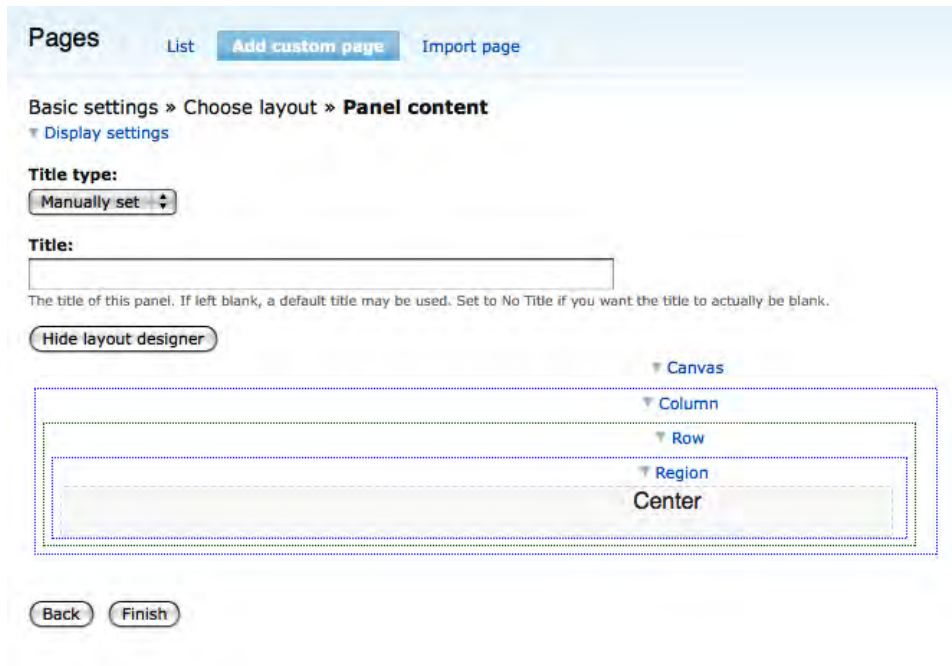 Pages List Add custom page Import page
Basic settings » Choose layout » Panel content
Display settings
Title type:
Manually set
Title:
The title of this panel. If left blank, a default title may be used. Set to No Title if you want the title to actually be blank.
Hide layout designer
Canvas
Column
Row
Region
Center
Back Finish